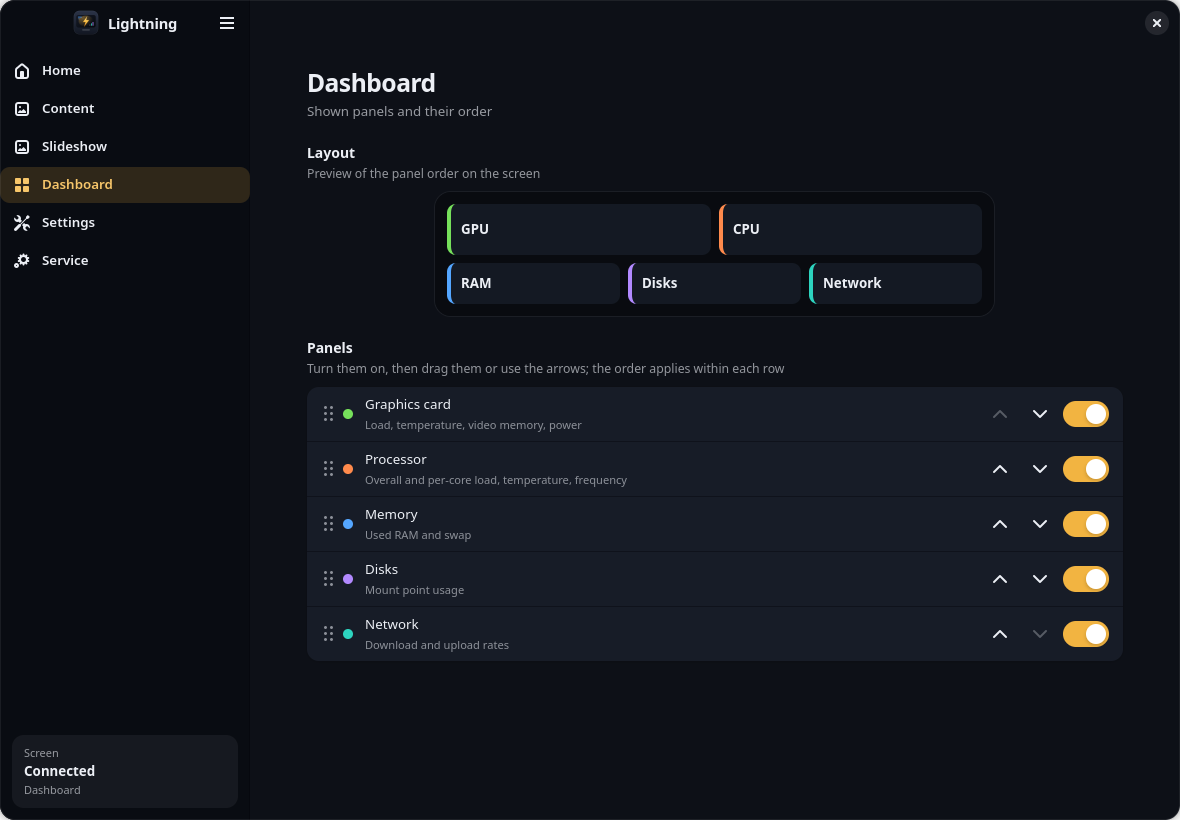 Lightning
Home
Content
Slideshow
Dashboard
Settings
Service
Screen
Connected
Dashboard
Dashboard
Shown panels and their order
Layout
Preview of the panel order on the screen
GPU
CPU
RAM
Disks
Network
Panels
Turn them on, then drag them or use the arrows; the order applies within each row
Graphics card
Load, temperature, video memory, power
Processor
Overall and per-core load, temperature, frequency
Memory
Used RAM and swap
Disks
Mount point usage
Network
Download and upload rates